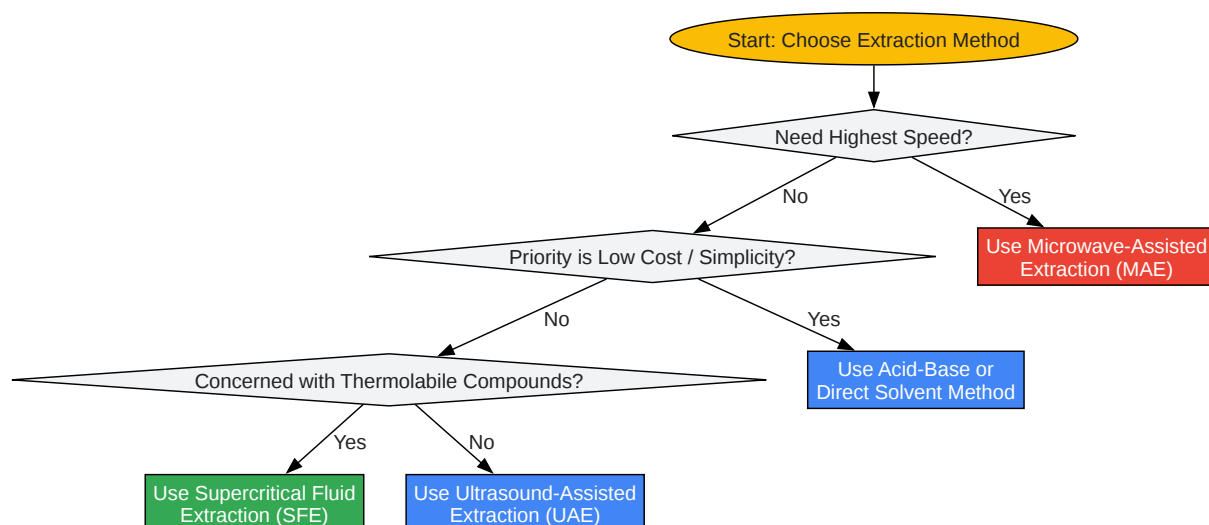 Start: Choose Extraction Method
Need Highest Speed?
No
Yes
Priority is Low Cost / Simplicity?
Use Microwave-Assisted
Extraction (MAE)
No
Yes
Concerned with Thermolabile Compounds?
Use Acid-Base or
Direct Solvent Method
Yes
No
Use Supercritical Fluid
Extraction (SFE)
Use Ultrasound-Assisted
Extraction (UAE)